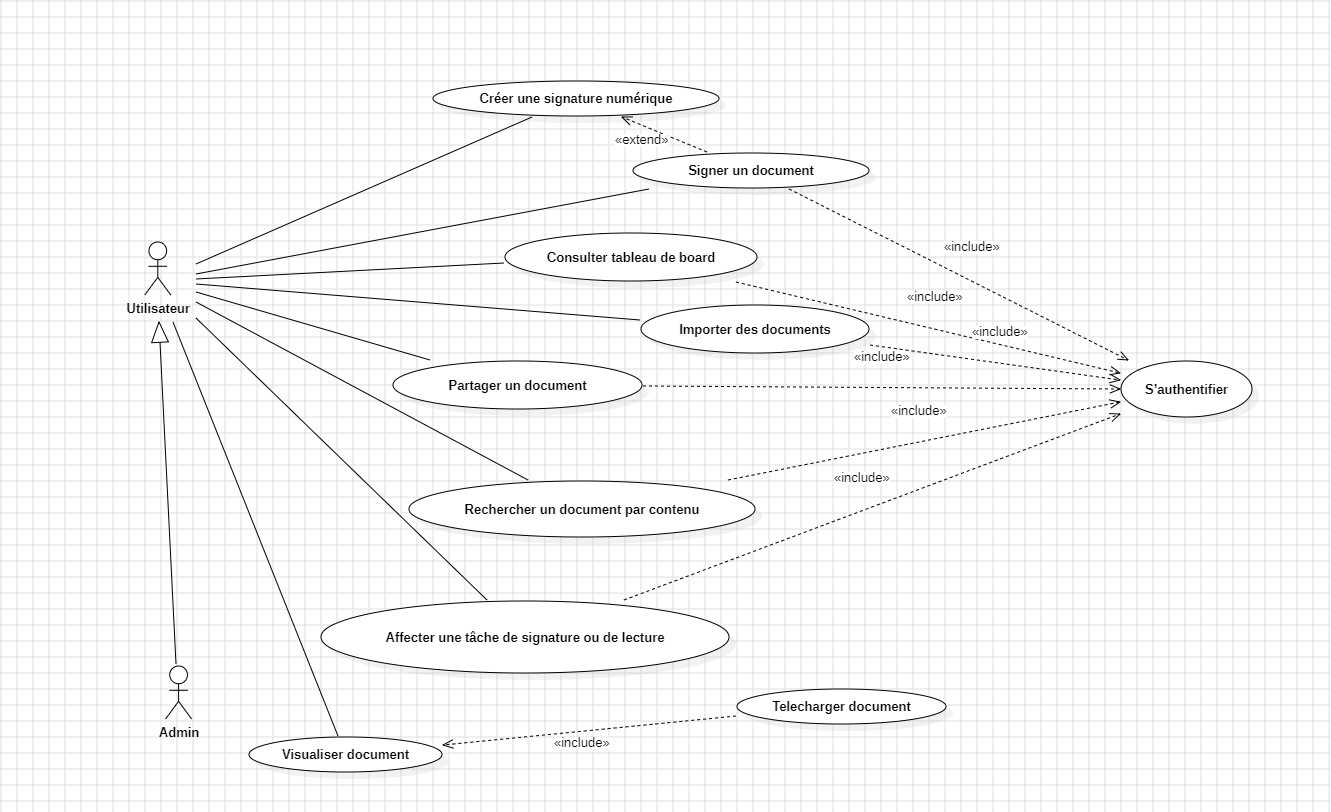 Créer une signature numérique
«extend»
Signer un document
«include»
Consulter tableau de board
«include»
Utilisateur
Importer des documents
«include»
«include»
Partager un document
S'authentifier
«include»
«include»
Rechercher un document par contenu
Affecter une tâche de signature ou de lecture
Telecharger document
Admin
«include»
Visualiser document